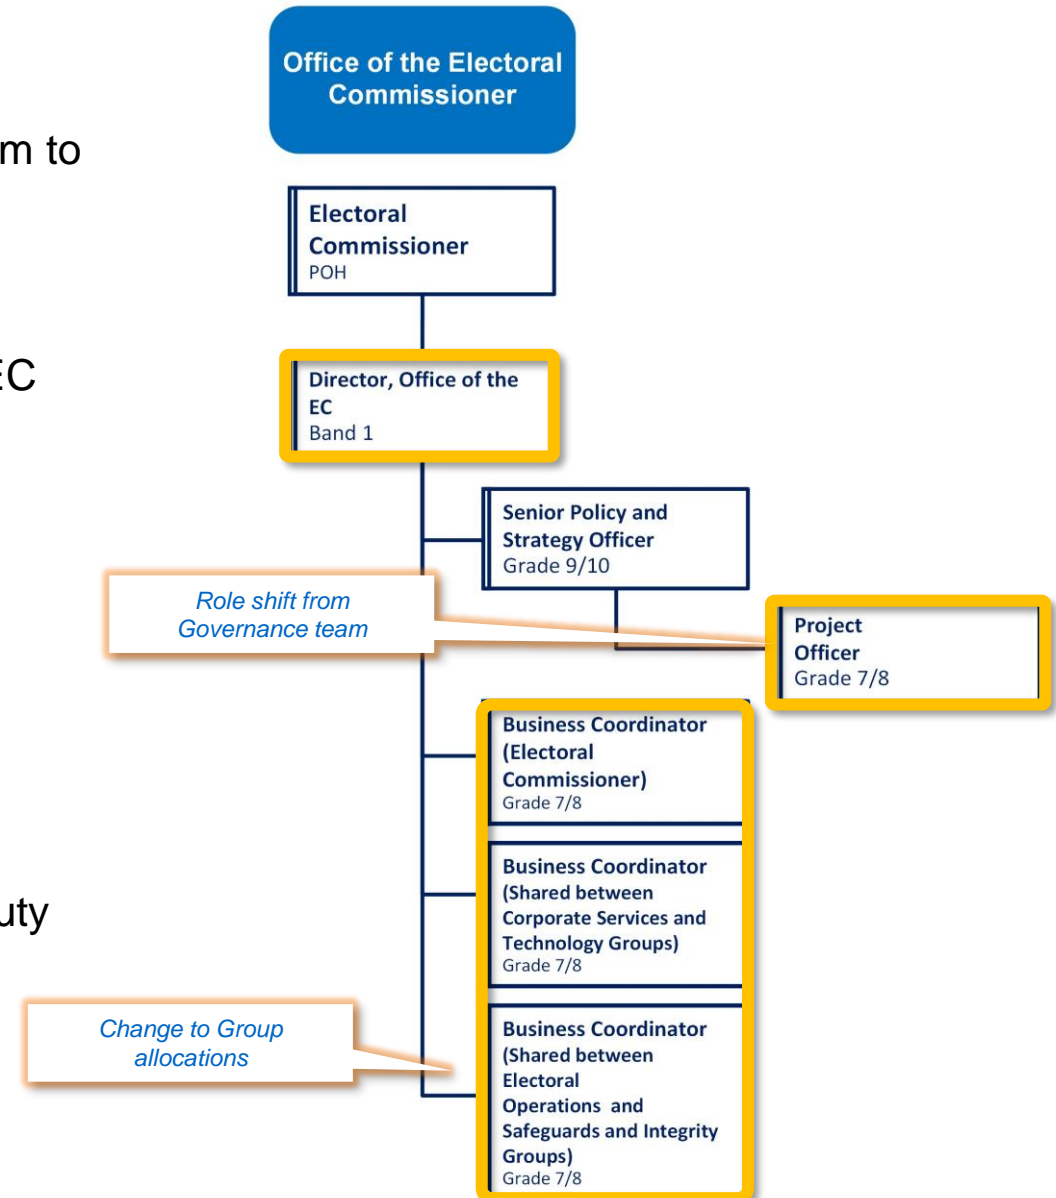 Office of the Electoral
Commissioner
m to
Electoral
Commissioner
POH
EC
Director, Office of the
EC
Band 1
Senior Policy and
Strategy Officer
Grade 9/10
Role shift from
Governance team
Project
Officer
Grade 7/8
Business Coordinator
(Electoral
Commissioner)
Grade 7/8
Business Coordinator
(Shared between
Corporate Services and
Technology Groups)
Grade 7/8
uty
Change to Group
allocations
Business Coordinator
(Shared between
Electoral
Operations and
Safeguards and Integrity
Groups)
Grade 7/8